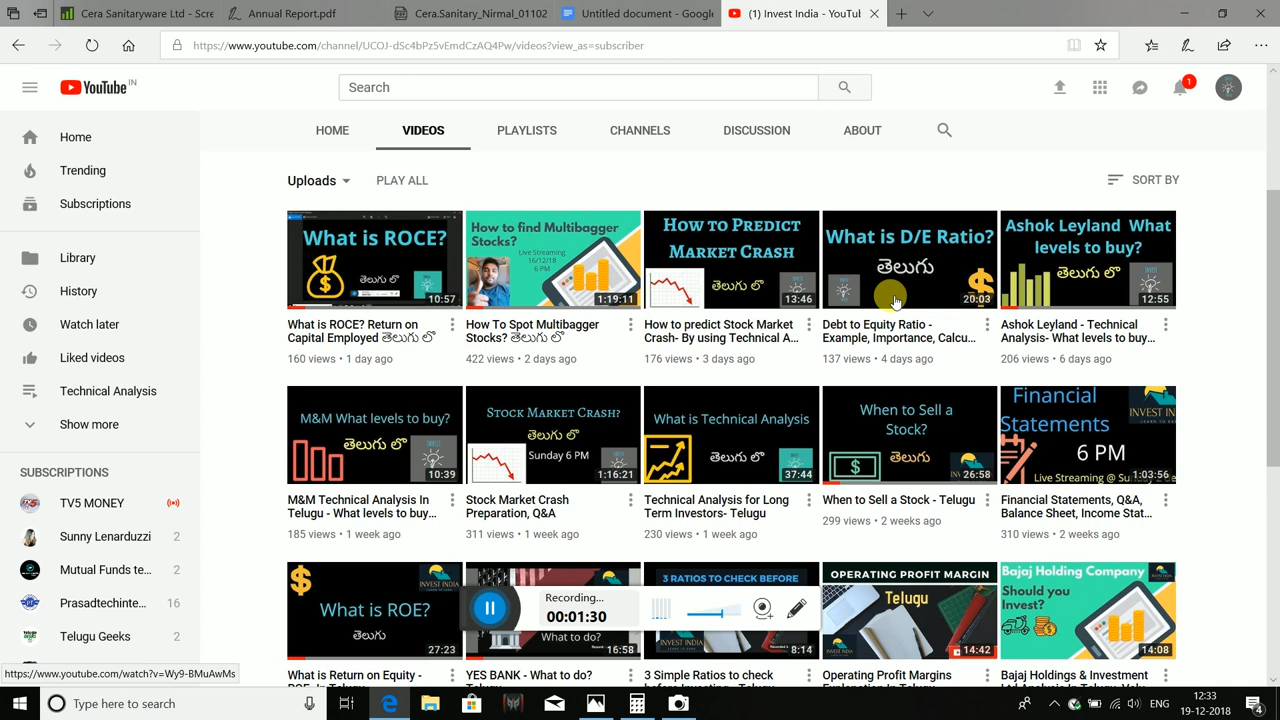 Cera Sanitaryware Ltd - Scre
Annual Report.pdf
Cera.Sanitary_Nirmal_01102
Untitled document - Google
(1) Invest India - YouTub
https://www.youtube.com/channel/UCOJ-dSc4bPz5vEmdCzAQ4Pw/videos?view_as=subscriber
YouTube IN
Search
1
HOME VIDEOS PLAYLISTS CHANNELS DISCUSSION ABOUT
Home
Trending
Subscriptions
Library
History
Watch later
Liked videos
Technical Analysis
Show more
SUBSCRIPTIONS
TV5 MONEY
Sunny Lenarduzzi 2
Mutual Funds te... 2
Prasadtechinte... 16
Telugu Geeks 2
Uploads PLAY ALL SORT BY
What is ROCE?
తెలుగు లో
10:57
What is ROCE? Return on
Capital Employed తెలుగు లో
160 views • 1 day ago
How to find Multibagger
Stocks?
Live Streaming
16/12/18
6 PM
1:19:11
How To Spot Multibagger
Stocks? తెలుగు లో
422 views • 2 days ago
How to Predict
Market Crash
తెలుగు లో
13:46
How to predict Stock Market
Crash- By using Technical A...
176 views • 3 days ago
What is D/E Ratio?
తెలుగు
20:03
Debt to Equity Ratio -
Example, Importance, Calcu...
137 views • 4 days ago
Ashok Leyland What
levels to buy?
తెలుగు లో
12:55
Ashok Leyland - Technical
Analysis- What levels to buy...
206 views • 6 days ago
M&M What levels to buy?
తెలుగు లో
10:39
M&M Technical Analysis In
Telugu - What levels to buy...
185 views • 1 week ago
Stock Market Crash?
తెలుగు లో
Sunday 6 PM
1:16:21
Stock Market Crash
Preparation, Q&A
311 views • 1 week ago
What is Technical Analysis
తెలుగు లో
37:44
Technical Analysis for Long
Term Investors- Telugu
230 views • 1 week ago
When to Sell a
Stock?
తెలుగు
26:58
When to Sell a Stock - Telugu
299 views • 2 weeks ago
Financial
Statements
INVEST IN
6 PM
Live Streaming @ Sunday
1:03:56
Financial Statements, Q&A,
Balance Sheet, Income Stat...
310 views • 2 weeks ago
INVEST INDIA
What is ROE?
తెలుగు
27:23
What is Return on Equity -
What to do?
16:58
YES BANK - What to do?
3 RATIOS TO CHECK BEFORE
8:14
3 Simple Ratios to check
OPERATING PROFIT MARGIN
Telugu
14:42
Operating Profit Margins
Bajaj Holding Company
Should you
Invest?
14:08
Bajaj Holdings & Investment
Recording...
00:01:30
https://www.youtube.com/watch?v=Wy9-BMuAwMs
Type here to search
ENG
12:33
19-12-2018
4